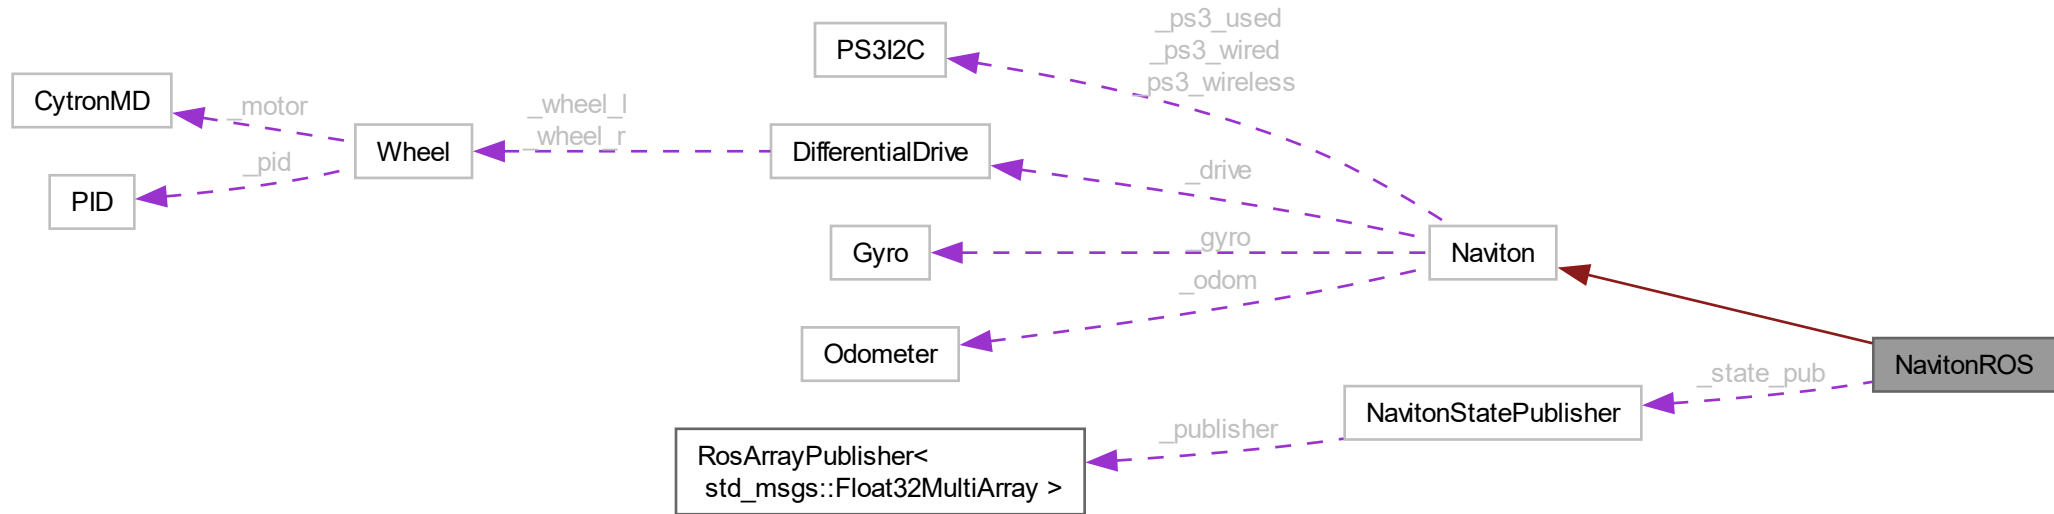 _ps3_used
_ps3_wired
_ps3_wireless
PS3I2C
CytronMD
_motor
_wheel_l
_wheel_r
Wheel
DifferentialDrive
_pid
_drive
PID
Gyro
_gyro
Naviton
_odom
Odometer
NavitonROS
_state_pub
NavitonStatePublisher
_publisher
RosArrayPublisher<
std_msgs::Float32MultiArray >